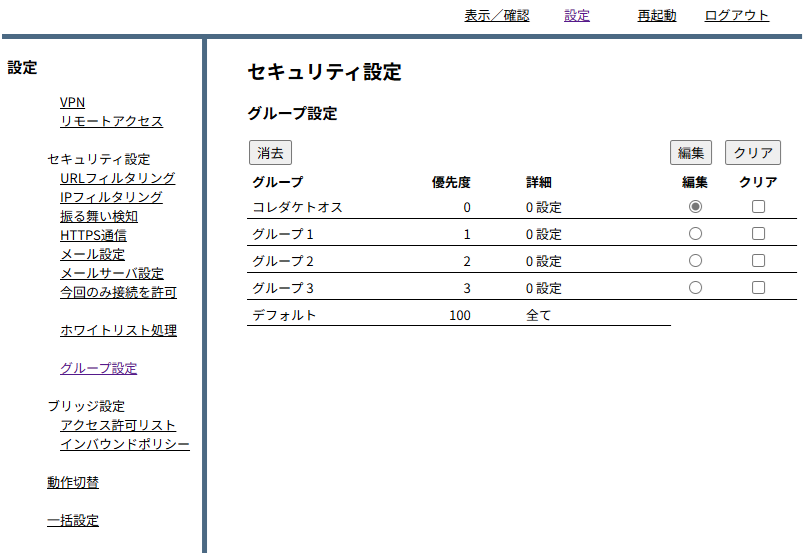 表示／確認 設定 再起動 ログアウト
設定
VPN
リモートアクセス
セキュリティ設定
URLフィルタリング
IPフィルタリング
振る舞い検知
HTTPS通信
メール設定
メールサーバ設定
今回のみ接続を許可
ホワイトリスト処理
グループ設定
ブリッジ設定
アクセス許可リスト
インバウンドポリシー
動作切替
一括設定
セキュリティ設定
グループ設定
消去 編集 クリア
グループ 優先度 詳細 編集 クリア
コレダケトオス 0 0 設定
グループ 1 1 0 設定
グループ 2 2 0 設定
グループ 3 3 0 設定
デフォルト 100 全て